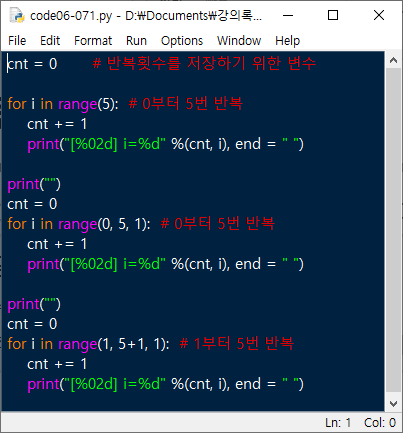 code06-071.py - D:\Documents\강의록...
File Edit Format Run Options Window Help
cnt = 0 # 반복횟수를 저장하기 위한 변수
for i in range(5): # 0부터 5번 반복
cnt += 1
print("[%02d] i=%d" %(cnt, i), end = " ")
print("")
cnt = 0
for i in range(0, 5, 1): # 0부터 5번 반복
cnt += 1
print("[%02d] i=%d" %(cnt, i), end = " ")
print("")
cnt = 0
for i in range(1, 5+1, 1): # 1부터 5번 반복
cnt += 1
print("[%02d] i=%d" %(cnt, i), end = " ")
Ln: 1 Col: 0